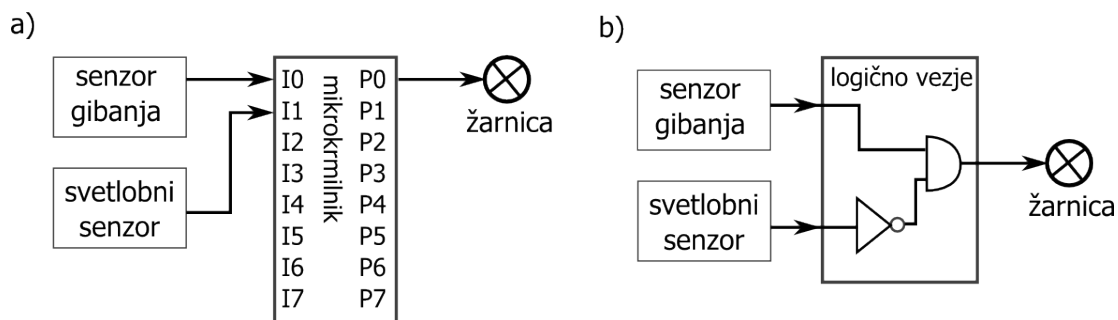 a)
senzor
gibanja
svetlobni
senzor
I0
I1
I2
I3
I4
I5
I6
I7
mikrokrmilnik
P0
P1
P2
P3
P4
P5
P6
P7
žarnica
b)
senzor
gibanja
svetlobni
senzor
logično vezje
žarnica